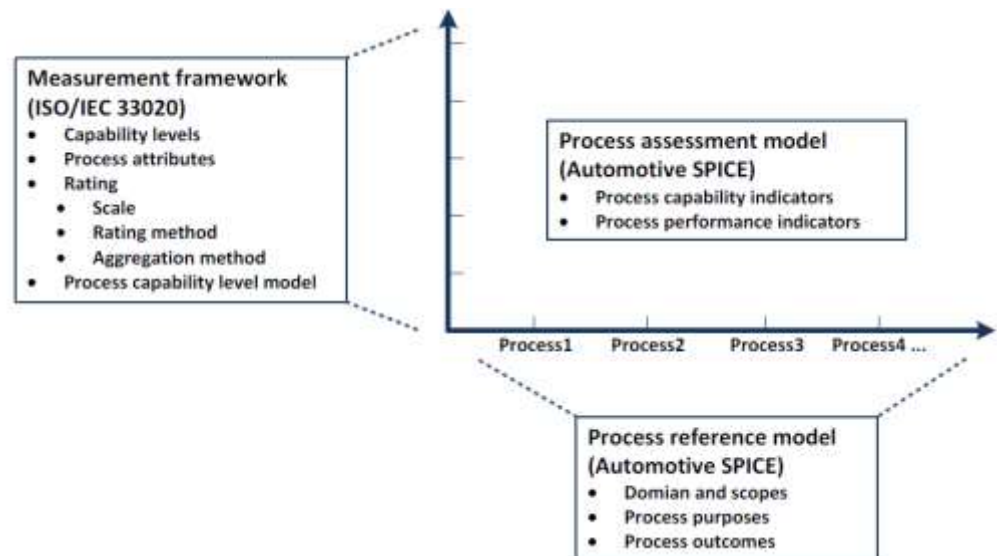 Measurement framework
(ISO/IEC 33020)
• Capability levels
• Process attributes
• Rating
• Scale
• Rating method
• Aggregation method
• Process capability level model
Process assessment model
(Automotive SPICE)
• Process capability indicators
• Process performance indicators
Process1 Process2 Process3 Process4 ...
Process reference model
(Automotive SPICE)
• Domian and scopes
• Process purposes
• Process outcomes